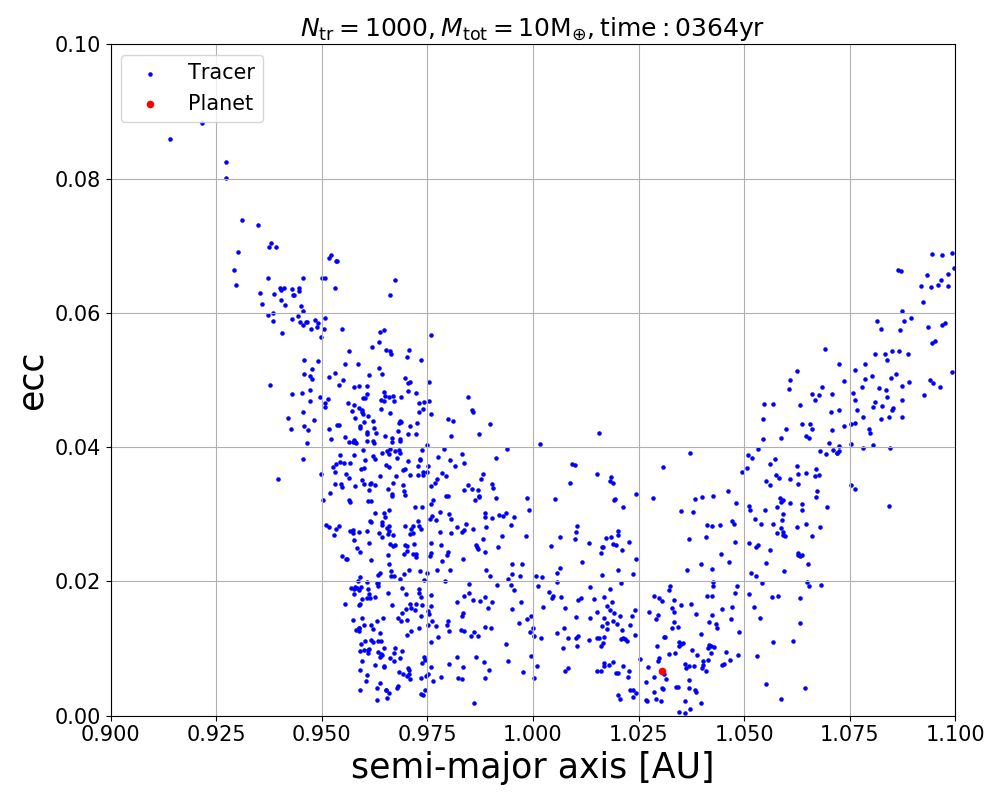 N_tr = 1000, M_tot = 10M_⊕, time : 0364yr
Tracer
Planet
0.10
0.08
0.06
0.04
0.02
0.00
ecc
0.900 0.925 0.950 0.975 1.000 1.025 1.050 1.075 1.100
semi-major axis [AU]